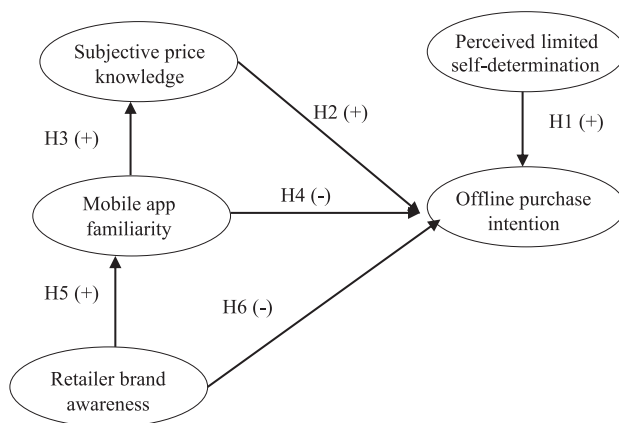 Subjective price
knowledge
Perceived limited
self-determination
H2 (+)
H1 (+)
H3 (+)
Mobile app
familiarity
H4 (-)
Offline purchase
intention
H5 (+)
H6 (-)
Retailer brand
awareness